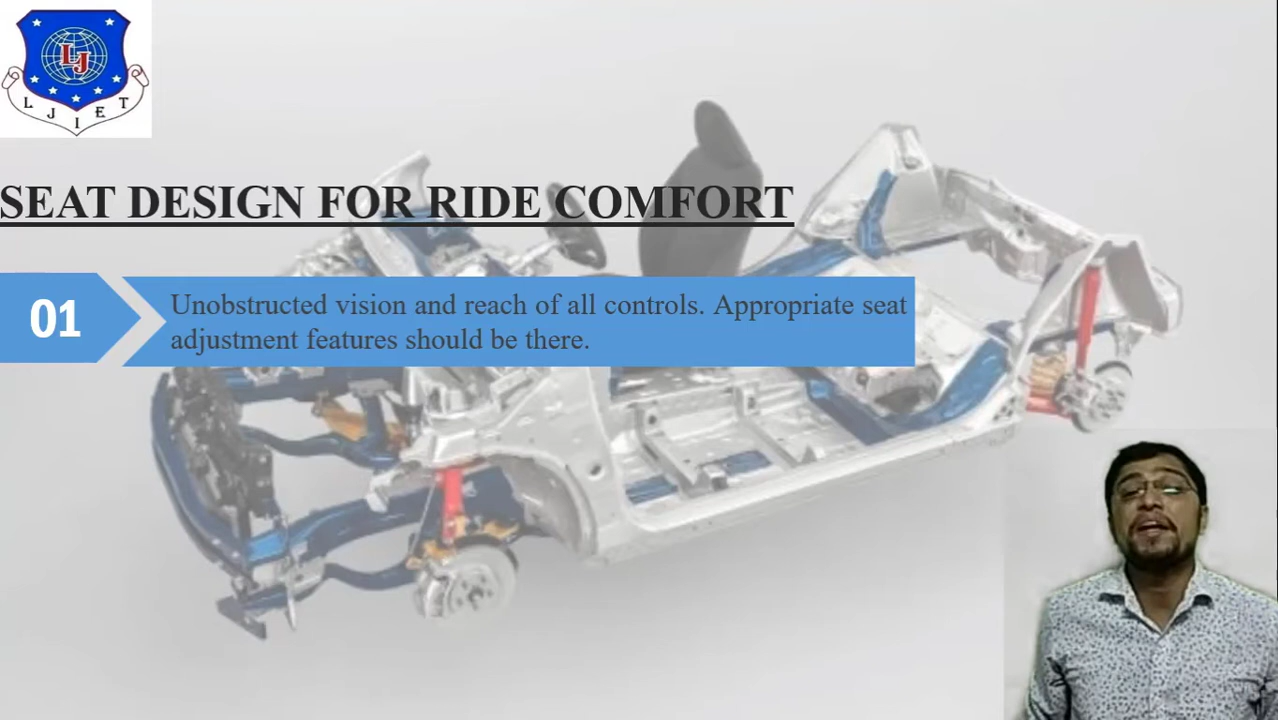 LJ
LJIET
SEAT DESIGN FOR RIDE COMFORT
01
Unobstructed vision and reach of all controls. Appropriate seat
adjustment features should be there.